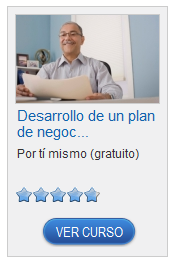 Desarrollo de un plan
de negoc...
Por tí mismo (gratuito)
VER CURSO